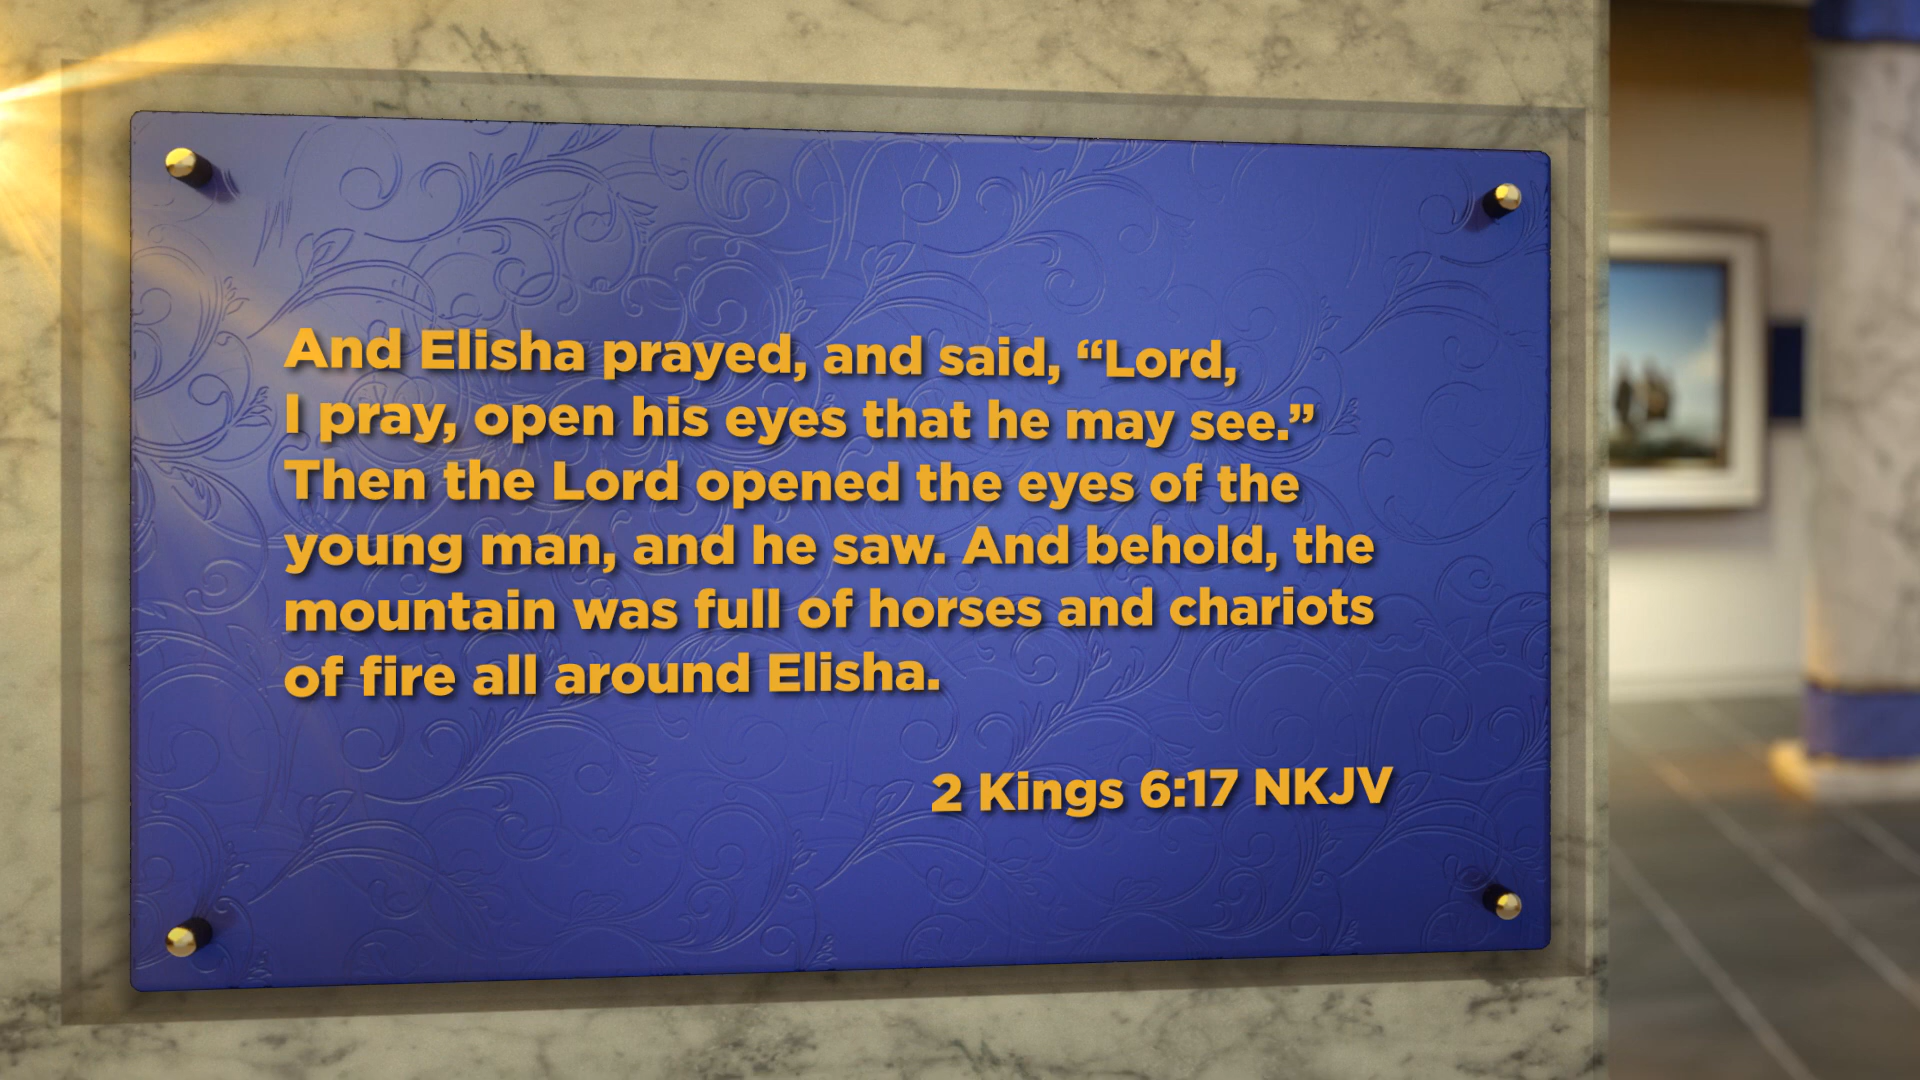 And Elisha prayed, and said, “Lord,
I pray, open his eyes that he may see.”
Then the Lord opened the eyes of the
young man, and he saw. And behold, the
mountain was full of horses and chariots
of fire all around Elisha.
2 Kings 6:17 NKJV